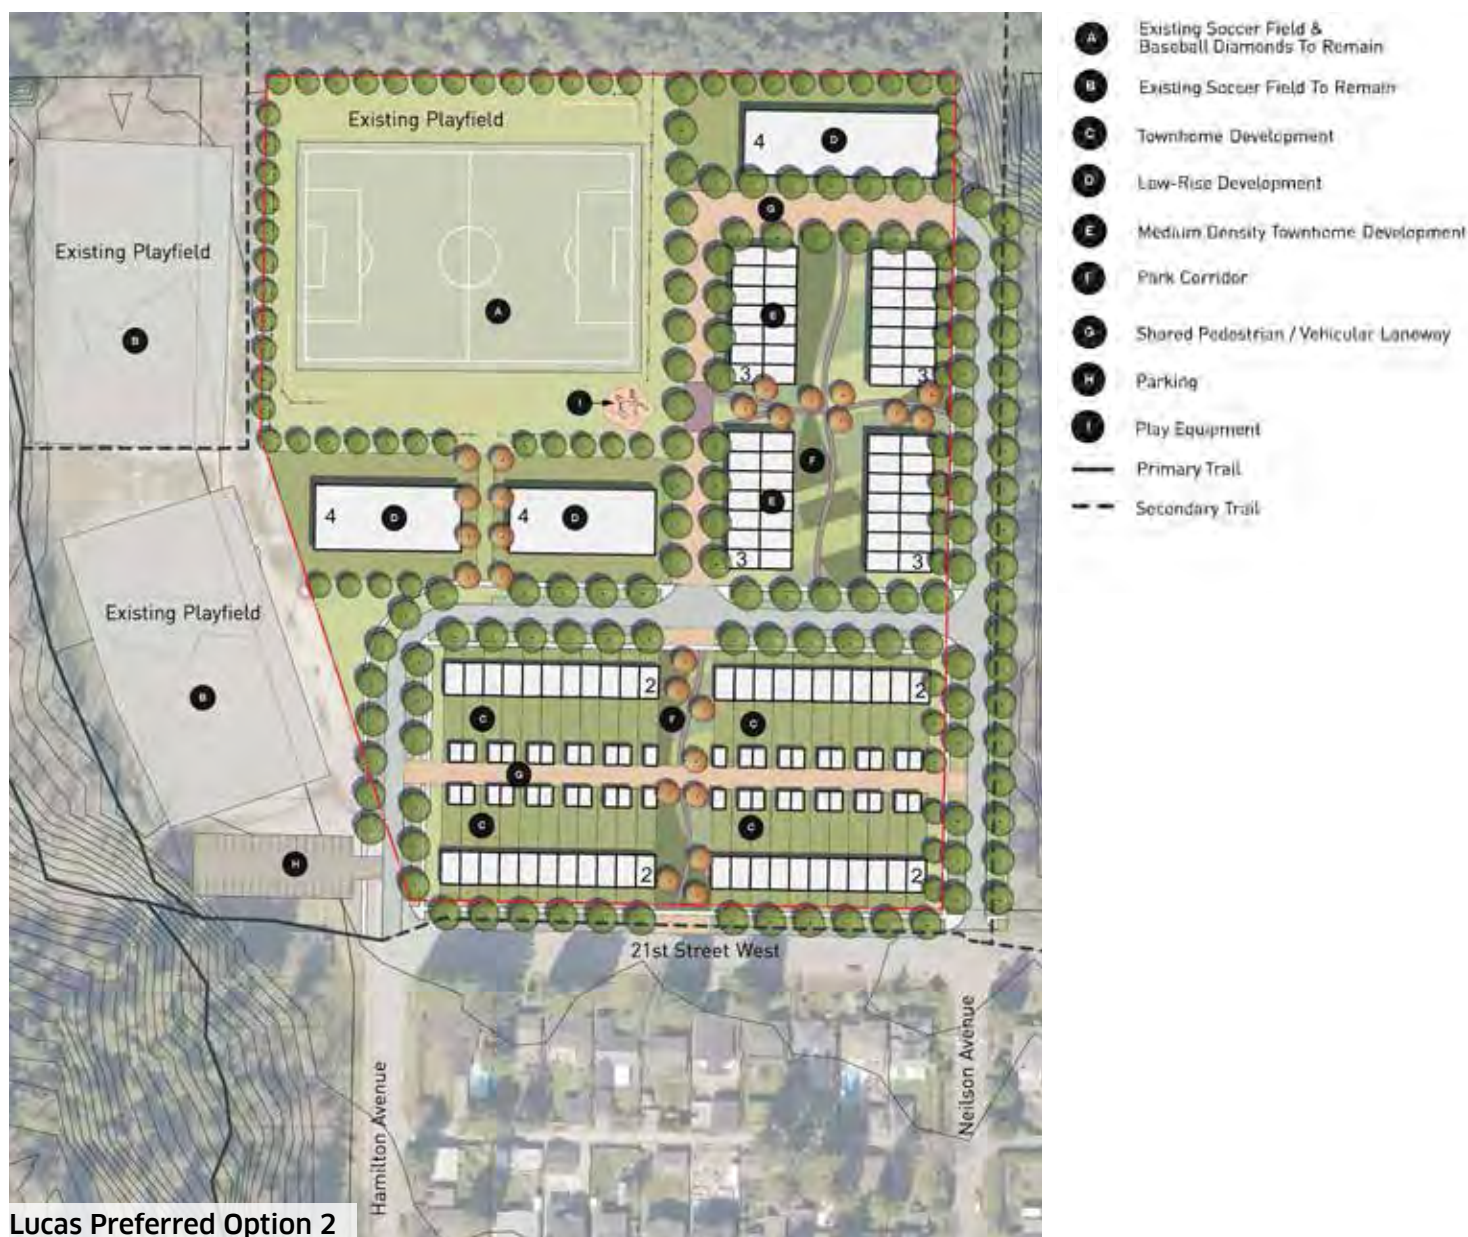 Existing Playfield
4
D
G
Existing Playfield
B
A
E
3
3
I
F
4
D
4
D
E
3
3
Existing Playfield
B
2
2
C
F
C
G
C
C
H
2
2
21st Street West
Hamilton Avenue
Neilson Avenue
Lucas Preferred Option 2
A Existing Soccer Field &
Baseball Diamonds To Remain
B Existing Soccer Field To Remain
C Townhome Development
D Low-Rise Development
E Medium Density Townhome Development
F Park Corridor
G Shared Pedestrian / Vehicular Laneway
H Parking
I Play Equipment
Primary Trail
Secondary Trail